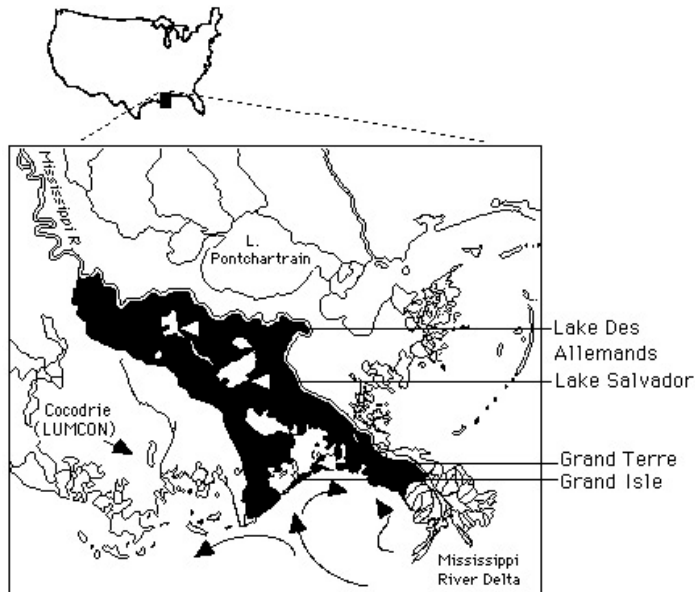 Mississippi R.
L.
Pontchartrain
Lake Des
Allemands
Lake Salvador
Cocodrie
(LUMCON)
Grand Terre
Grand Isle
Mississippi
River Delta